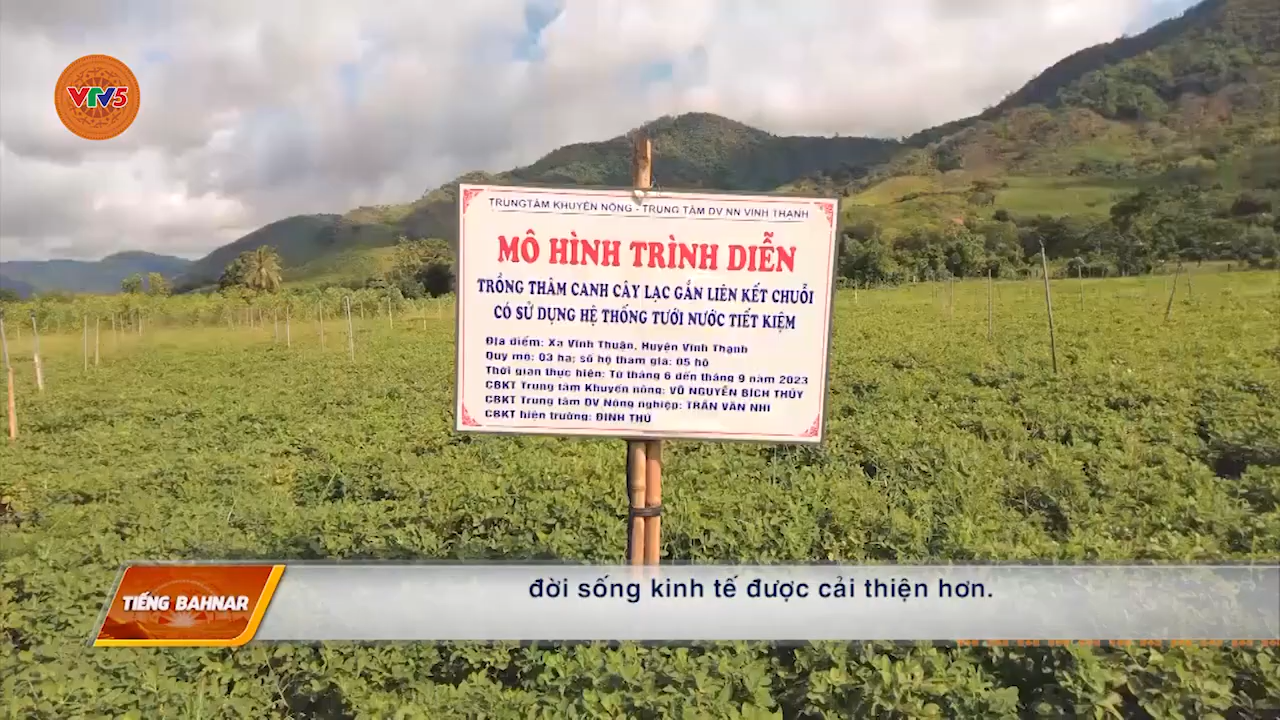 VTV5
TRUNG TÂM KHUYẾN NÔNG - TRUNG TÂM DV NN VĨNH THẠNH
MÔ HÌNH TRÌNH DIỄN
TRỒNG THÂM CANH CÂY LẠC GẮN LIÊN KẾT CHUỖI
CÓ SỬ DỤNG HỆ THỐNG TƯỚI NƯỚC TIẾT KIỆM
Địa điểm: Xã Vĩnh Thuận, Huyện Vĩnh Thạnh
Quy mô: 03 ha; số hộ tham gia: 05 hộ
Thời gian thực hiện: Từ tháng 6 đến tháng 9 năm 2023
CBKT Trung tâm Khuyến nông: VÕ NGUYỄN BÍCH THỦY
CBKT Trung tâm DV Nông nghiệp: TRẦN VĂN NHI
CBKT hiện trường: ĐINH THÚ
đời sống kinh tế được cải thiện hơn.
TIẾNG BAHNAR